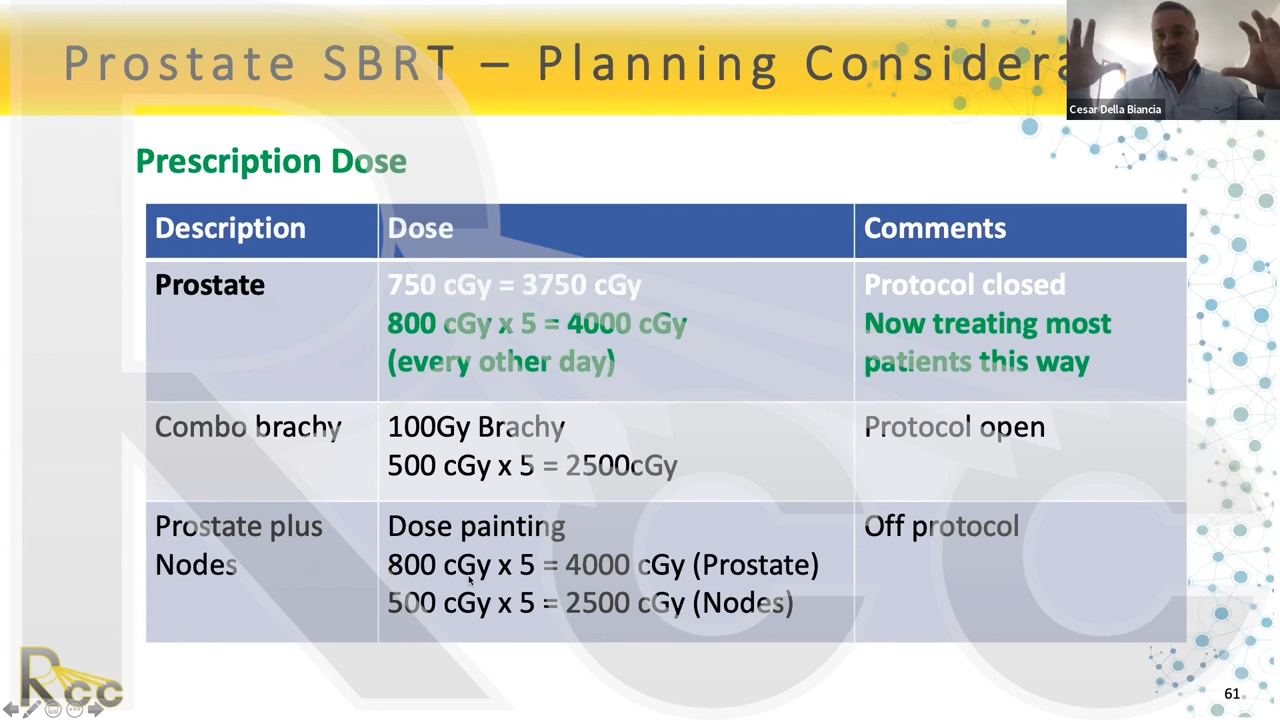 Prostate SBRT – Planning Considera
Cesar Della Biancia
Prescription Dose
Description Dose Comments
Prostate 750 cGy = 3750 cGy Protocol closed
800 cGy x 5 = 4000 cGy Now treating most
(every other day) patients this way
Combo brachy 100Gy Brachy Protocol open
500 cGy x 5 = 2500cGy
Prostate plus Dose painting Off protocol
Nodes 800 cGy x 5 = 4000 cGy (Prostate)
500 cGy x 5 = 2500 cGy (Nodes)
Rcc
61